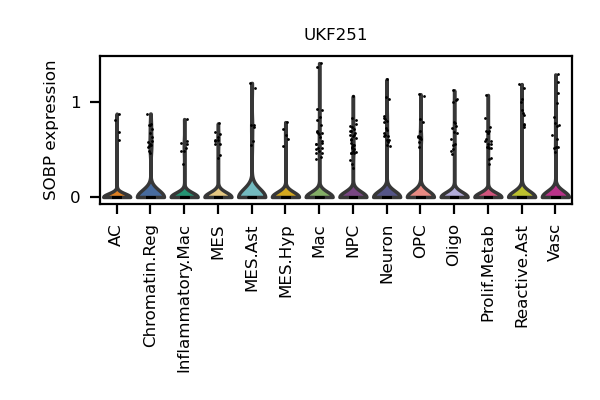 UKF251
SOBP expression
1
0
AC
Chromatin.Reg
Inflammatory.Mac
MES
MES.Ast
MES.Hyp
Mac
NPC
Neuron
OPC
Oligo
Prolif.Metab
Reactive.Ast
Vasc